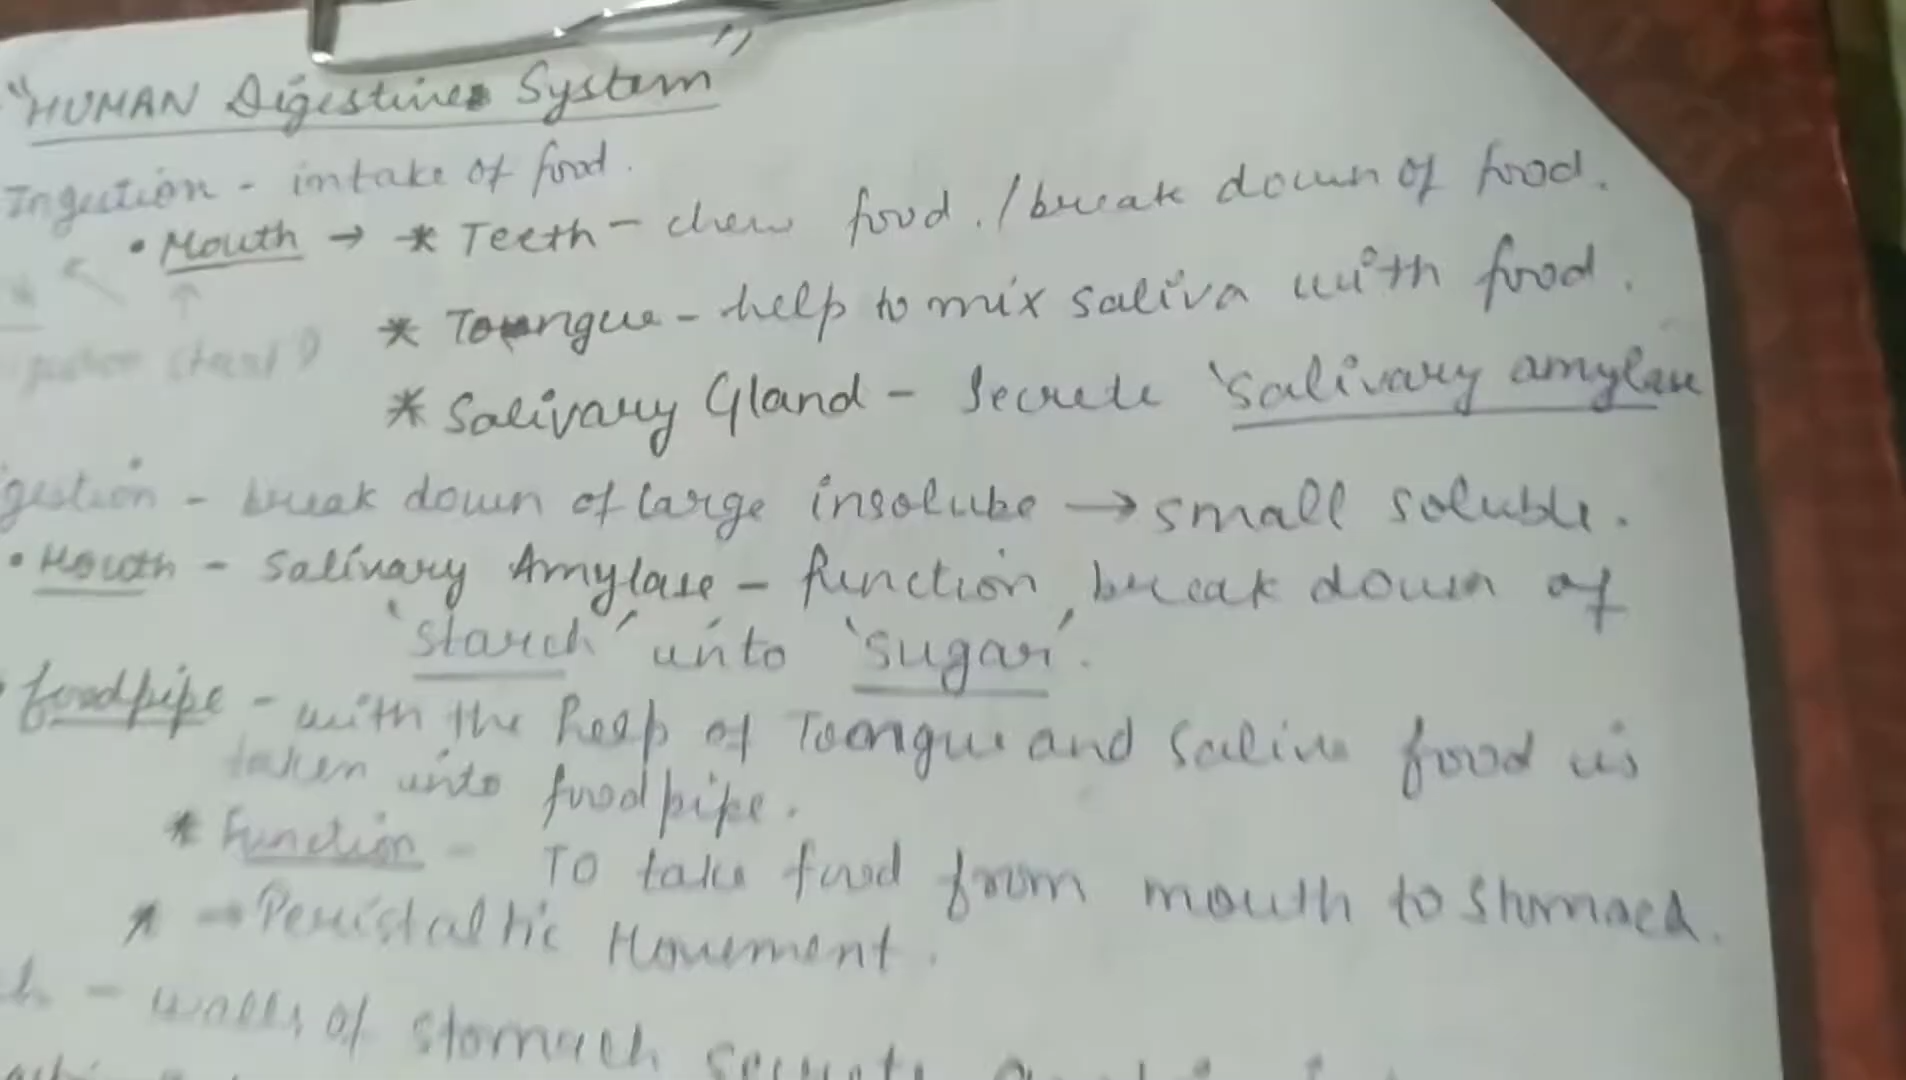 "HUMAN Digestive System"
Ingestion - intake of food.
• Mouth → * Teeth - chew food. / break down of food.
* Toungue - help to mix saliva with food.
* Salivary Gland - Secrete 'salivary amylase
gestion - break down of large insolube → small soluble.
• Mouth - Salivary Amylase - function, break down of
'starch' into 'sugar'.
• foodpipe - with the help of Toongue and Saliva food is
taken into foodpipe.
* Function - To take food from mouth to stomach.
* → Peristaltic Movement.
h - walls of stomach secrete